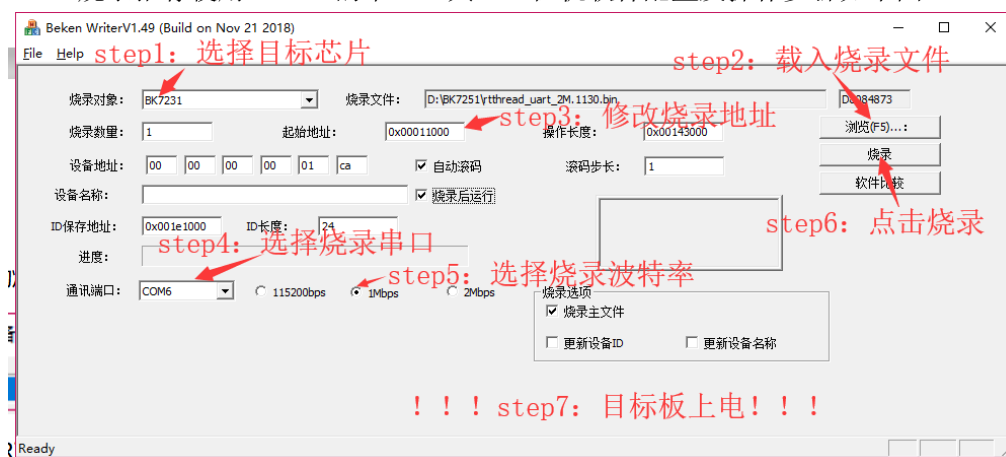 Beken WriterV1.49 (Build on Nov 21 2018)
File Help
step1: 选择目标芯片
step2: 载入烧录文件
烧录对象: BK7231 烧录文件: D:\BK7251\rtthread_uart_2M.1130.bin
step3: 修改烧录地址
烧录数量: 1 起始地址: 0x00011000 操作长度: 0x00143000 浏览(F5)...:
烧录
设备地址: 00 00 00 00 01 ca 自动滚码 滚码步长: 1
软件比较
设备名称: 烧录后运行
step6: 点击烧录
ID保存地址: 0x001e1000 ID长度: 24
step4: 选择烧录串口
进度:
step5: 选择烧录波特率
通讯端口: COM6 115200bps 1Mbps 2Mbps
烧录选项
烧录主文件
更新设备ID 更新设备名称
!!!step7: 目标板上电!!!
Ready